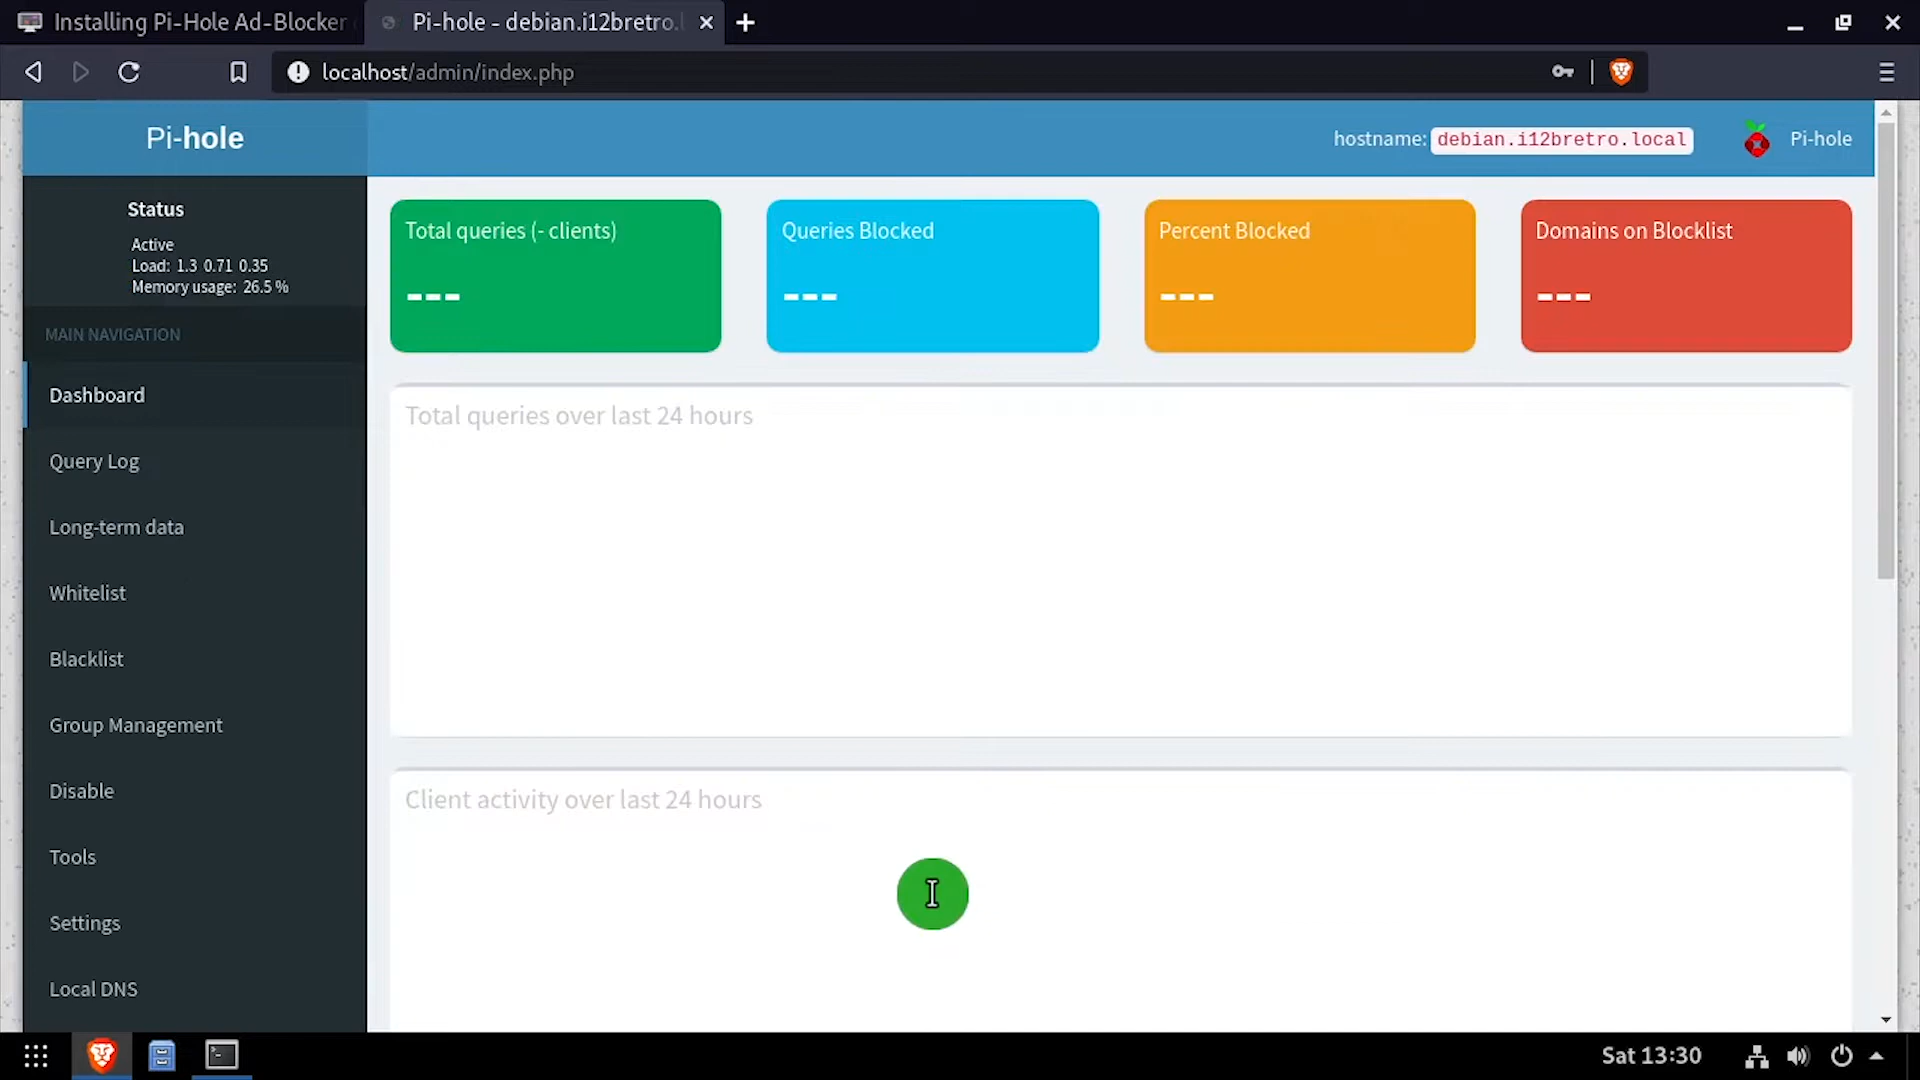 Installing Pi-Hole Ad-Blocker
Pi-hole - debian.i12bretro.l
localhost/admin/index.php
Pi-hole
hostname: debian.i12bretro.local
Pi-hole
Status
Active
Load: 1.3 0.71 0.35
Memory usage: 26.5 %
MAIN NAVIGATION
Dashboard
Query Log
Long-term data
Whitelist
Blacklist
Group Management
Disable
Tools
Settings
Local DNS
Total queries (- clients)
---
Queries Blocked
---
Percent Blocked
---
Domains on Blocklist
---
Total queries over last 24 hours
Client activity over last 24 hours
Sat 13:30